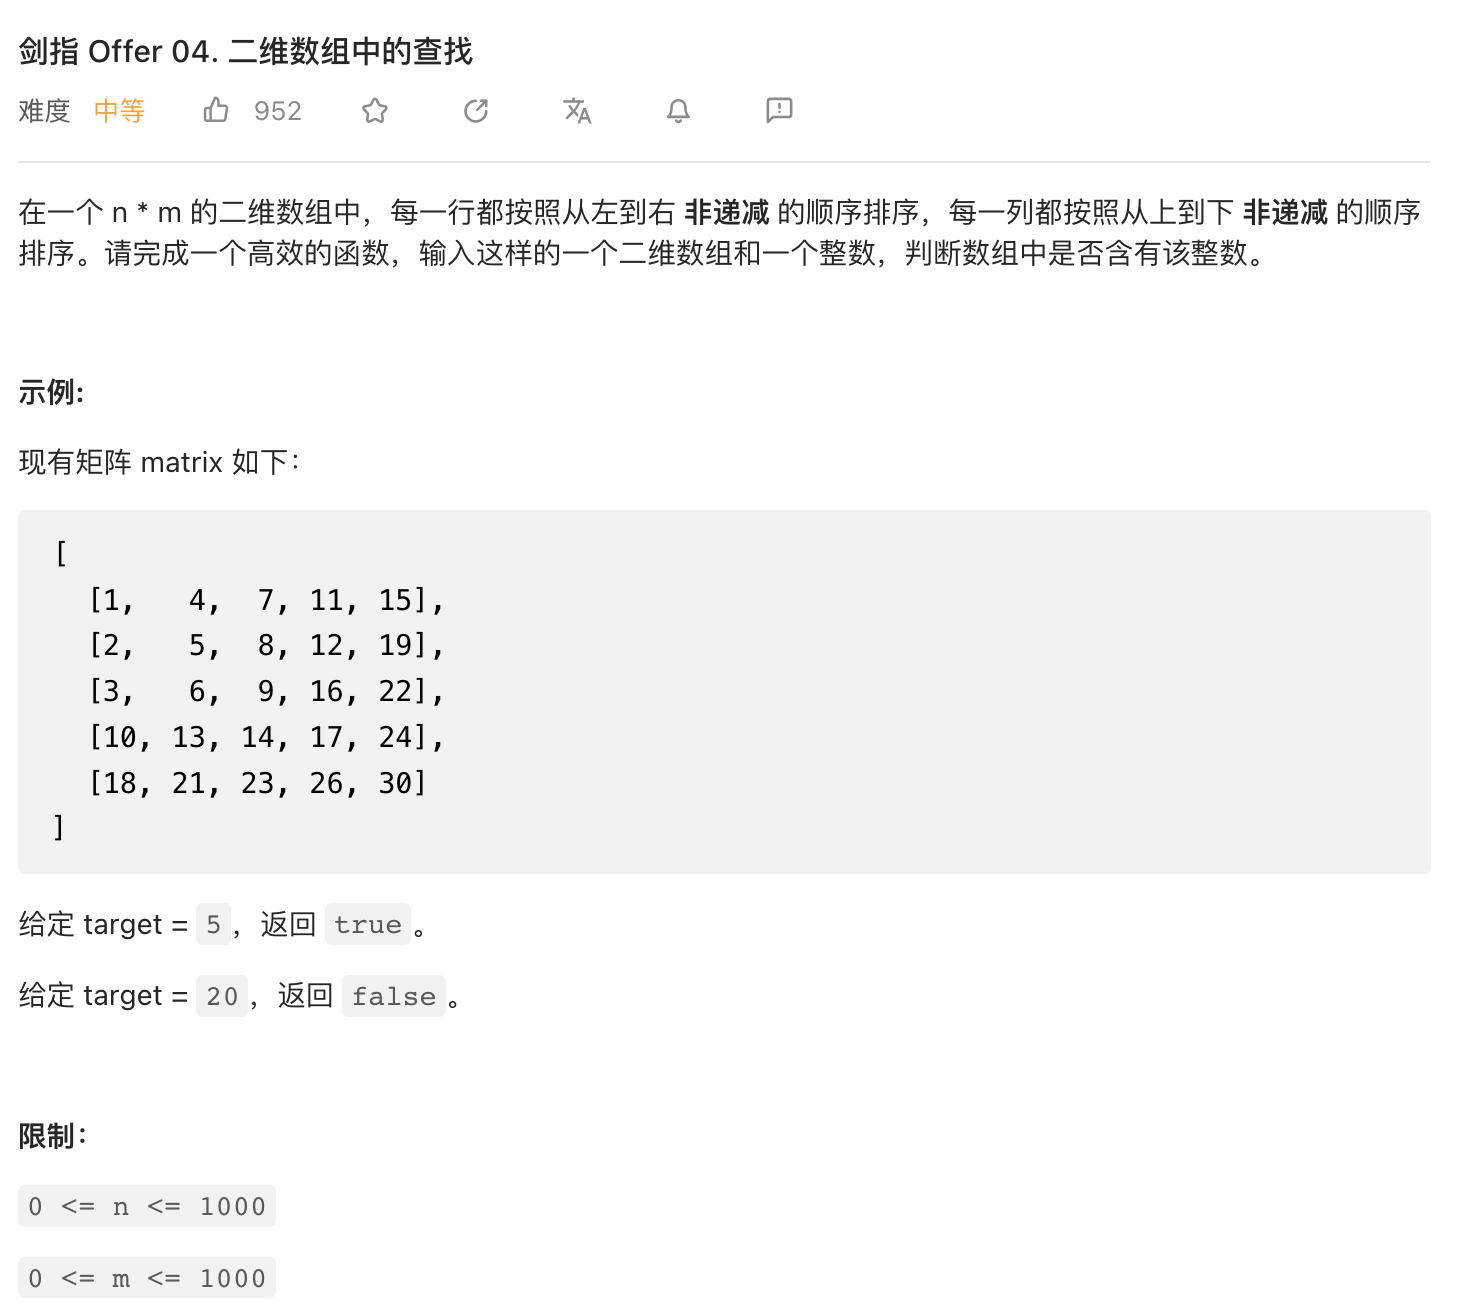 剑指 Offer 04. 二维数组中的查找
难度 中等 952
在一个 n * m 的二维数组中，每一行都按照从左到右 非递减 的顺序排序，每一列都按照从上到下 非递减 的顺序
排序。请完成一个高效的函数，输入这样的一个二维数组和一个整数，判断数组中是否含有该整数。
示例:
现有矩阵 matrix 如下：
[
[1, 4, 7, 11, 15],
[2, 5, 8, 12, 19],
[3, 6, 9, 16, 22],
[10, 13, 14, 17, 24],
[18, 21, 23, 26, 30]
]
给定 target = 5，返回 true。
给定 target = 20，返回 false。
限制：
0 <= n <= 1000
0 <= m <= 1000